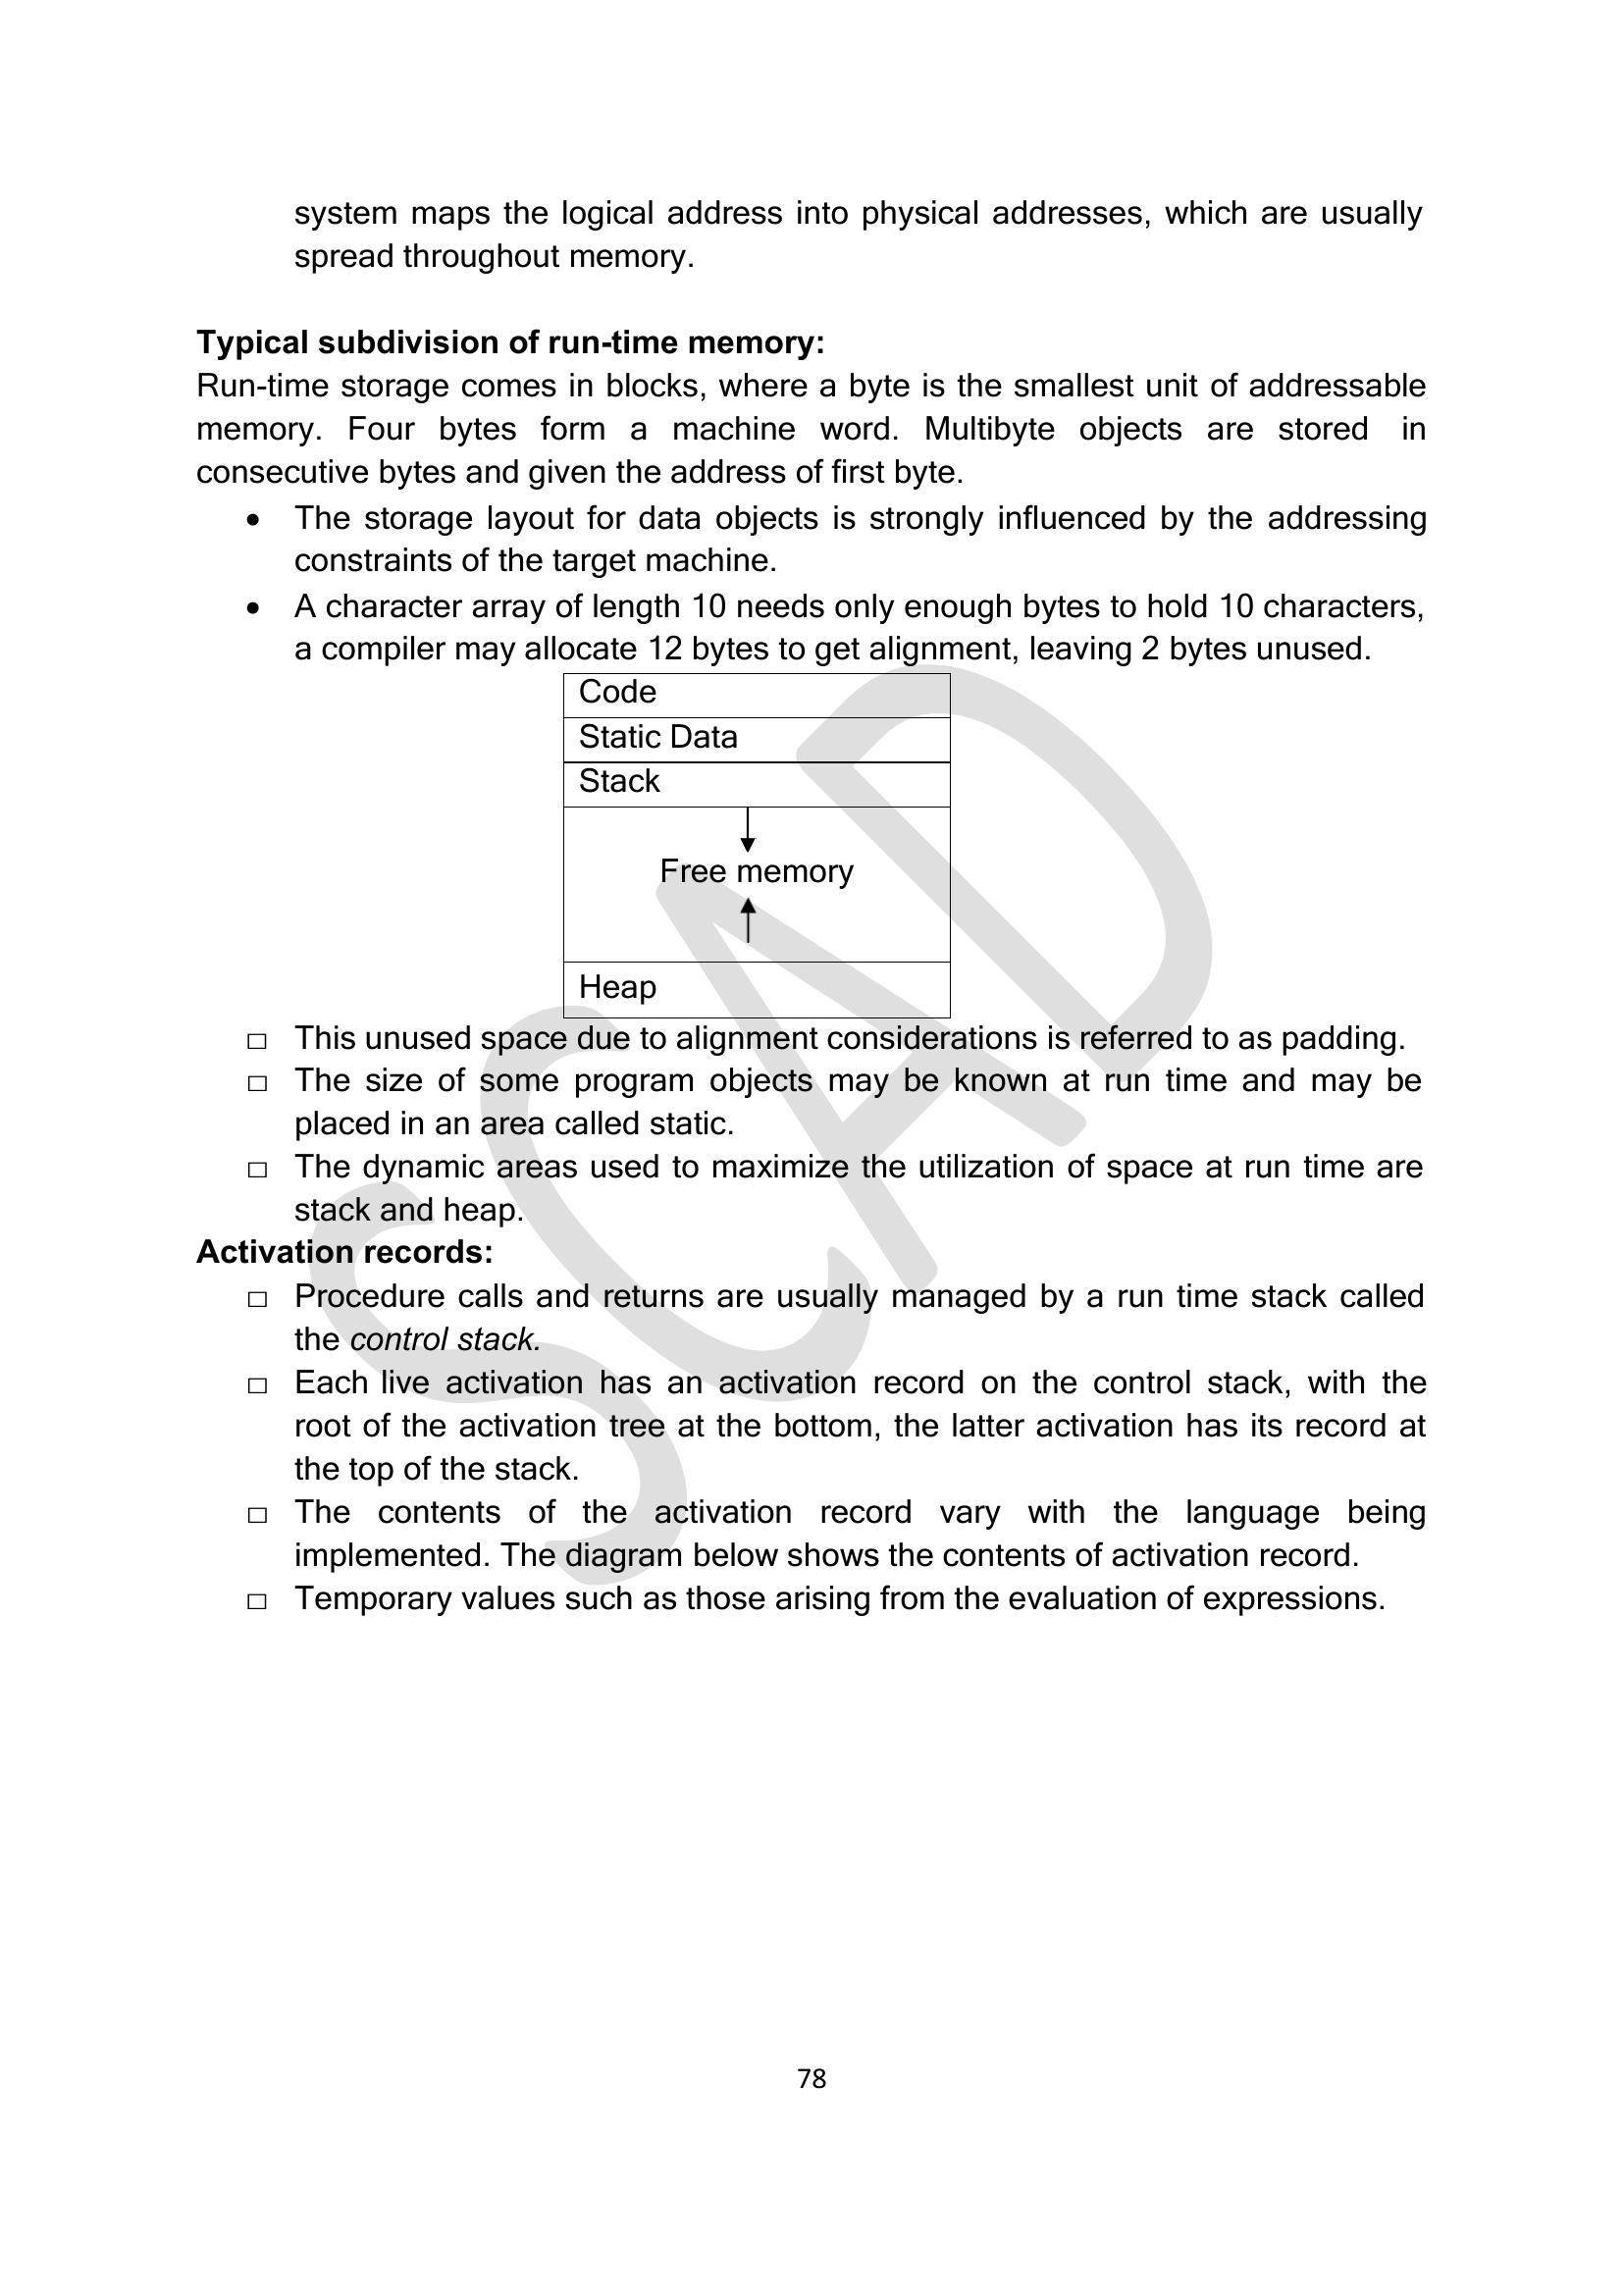 system maps the logical address into physical addresses, which are usually
spread throughout memory.
Typical subdivision of run-time memory:
Run-time storage comes in blocks, where a byte is the smallest unit of addressable
memory. Four bytes form a machine word. Multibyte objects are stored in
consecutive bytes and given the address of first byte.
• The storage layout for data objects is strongly influenced by the addressing
constraints of the target machine.
• A character array of length 10 needs only enough bytes to hold 10 characters,
a compiler may allocate 12 bytes to get alignment, leaving 2 bytes unused.
Code
Static Data
Stack
Free memory
Heap
□ This unused space due to alignment considerations is referred to as padding.
□ The size of some program objects may be known at run time and may be
placed in an area called static.
□ The dynamic areas used to maximize the utilization of space at run time are
stack and heap.
Activation records:
□ Procedure calls and returns are usually managed by a run time stack called
the control stack.
□ Each live activation has an activation record on the control stack, with the
root of the activation tree at the bottom, the latter activation has its record at
the top of the stack.
□ The contents of the activation record vary with the language being
implemented. The diagram below shows the contents of activation record.
□ Temporary values such as those arising from the evaluation of expressions.
SCAD
78